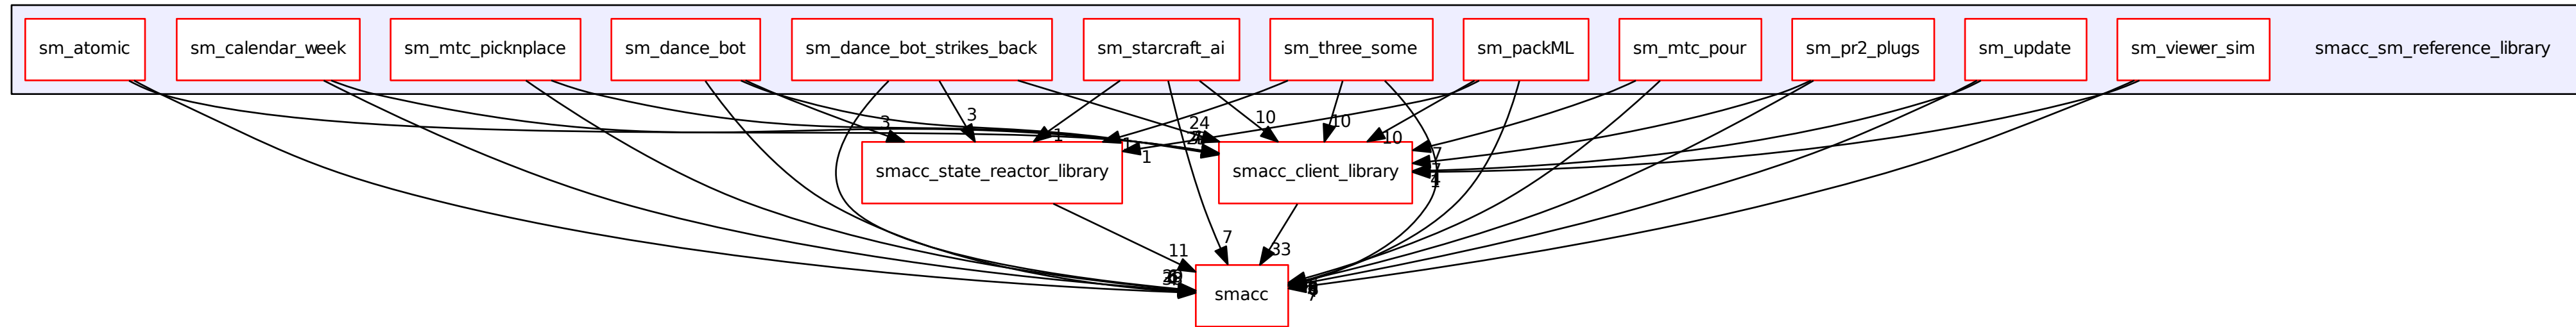 sm_atomic
sm_calendar_week
sm_mtc_picknplace
sm_dance_bot
sm_dance_bot_strikes_back
sm_starcraft_ai
sm_three_some
sm_packML
sm_mtc_pour
sm_pr2_plugs
sm_update
sm_viewer_sim
smacc_sm_reference_library
3
3
1
24
10
10
10
1
1
7
smacc_state_reactor_library
smacc_client_library
11
7
33
7
smacc